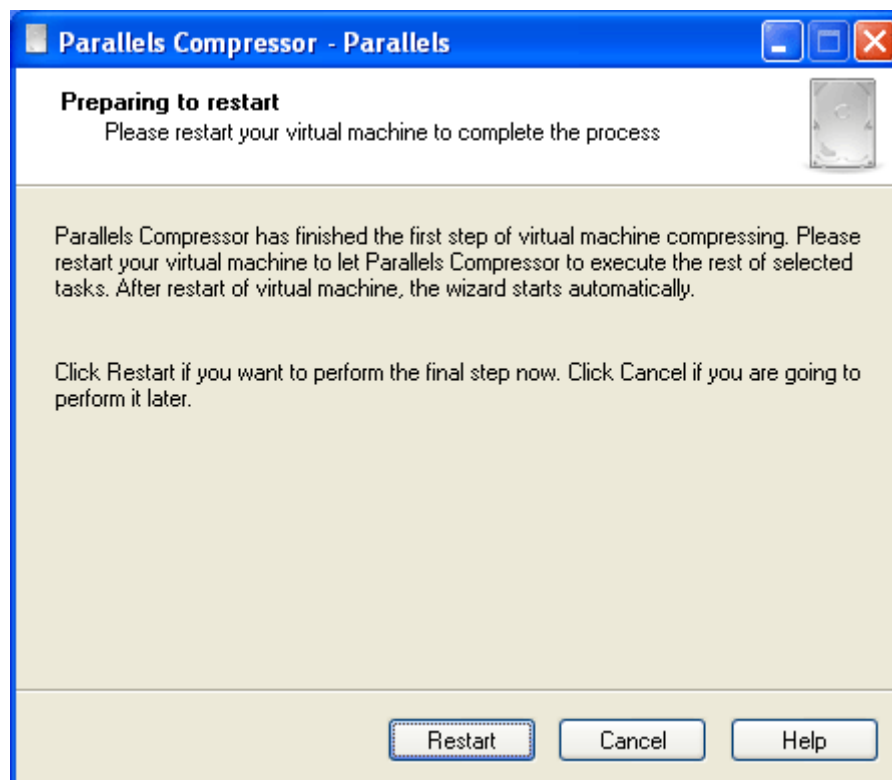 Parallels Compressor - Parallels
Preparing to restart
Please restart your virtual machine to complete the process
Parallels Compressor has finished the first step of virtual machine compressing. Please
restart your virtual machine to let Parallels Compressor to execute the rest of selected
tasks. After restart of virtual machine, the wizard starts automatically.
Click Restart if you want to perform the final step now. Click Cancel if you are going to
perform it later.
Restart
Cancel
Help